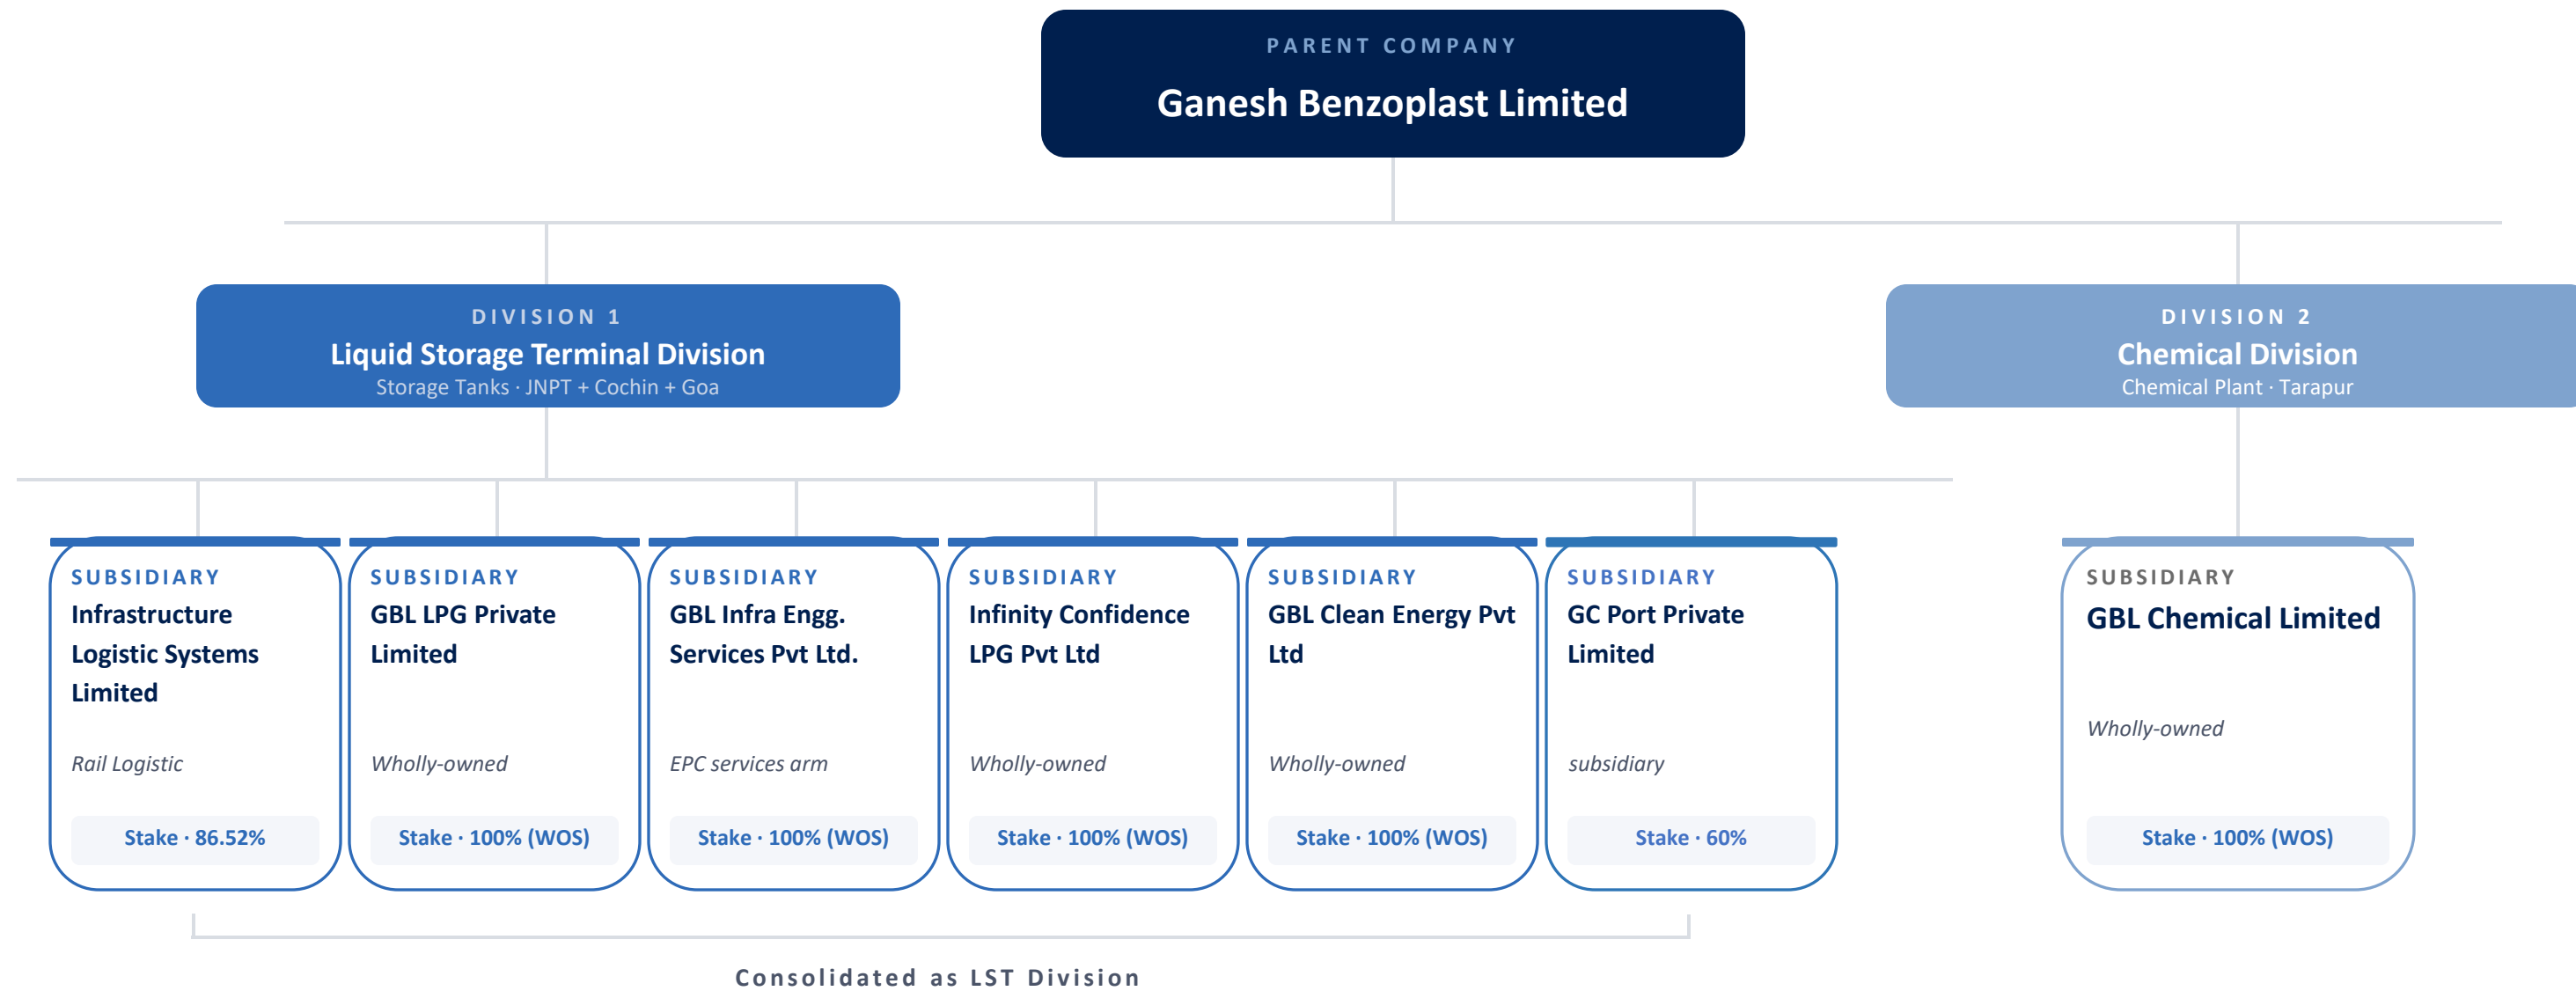 PARENT COMPANY
Ganesh Benzoplast Limited
DIVISION 1
Liquid Storage Terminal Division
Storage Tanks · JNPT + Cochin + Goa
DIVISION 2
Chemical Division
Chemical Plant · Tarapur
SUBSIDIARY
Infrastructure
Logistic Systems
Limited
Rail Logistic
Stake · 86.52%
SUBSIDIARY
GBL LPG Private
Limited
Wholly-owned
Stake · 100% (WOS)
SUBSIDIARY
GBL Infra Engg.
Services Pvt Ltd.
EPC services arm
Stake · 100% (WOS)
SUBSIDIARY
Infinity Confidence
LPG Pvt Ltd
Wholly-owned
Stake · 100% (WOS)
SUBSIDIARY
GBL Clean Energy Pvt
Ltd
Wholly-owned
Stake · 100% (WOS)
SUBSIDIARY
GC Port Private
Limited
subsidiary
Stake · 60%
SUBSIDIARY
GBL Chemical Limited
Wholly-owned
Stake · 100% (WOS)
Consolidated as LST Division